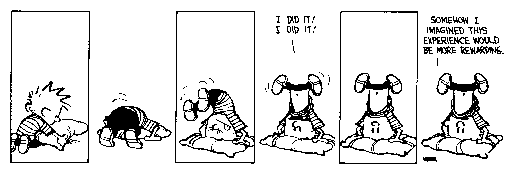 I DID IT!
I DID IT!
SOMEHOW I
IMAGINED THIS
EXPERIENCE WOULD
BE MORE REWARDING.